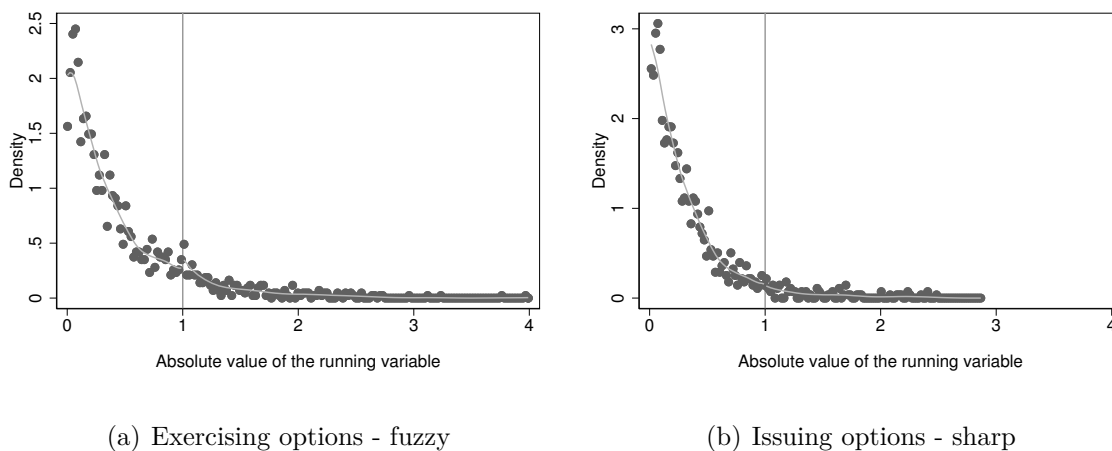 2.5
2
1.5
1
.5
0
Density
0 1 2 3 4
Absolute value of the running variable
(a) Exercising options - fuzzy
3
2
1
0
Density
0 1 2 3 4
Absolute value of the running variable
(b) Issuing options - sharp